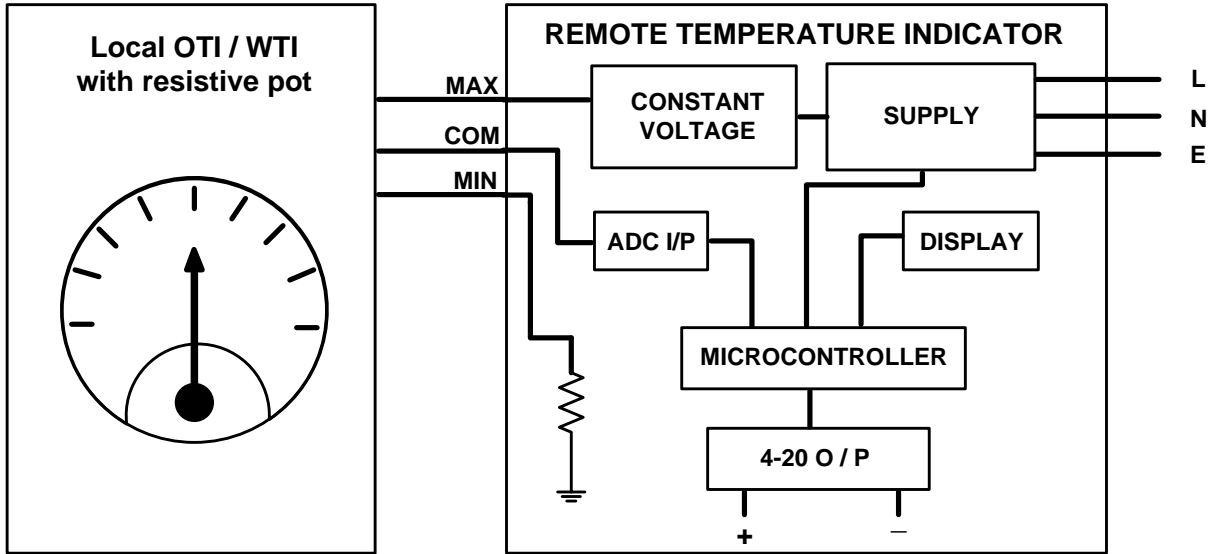 Local OTI / WTI
with resistive pot
MAX
COM
MIN
REMOTE TEMPERATURE INDICATOR
CONSTANT
VOLTAGE
SUPPLY
L
N
E
ADC I/P
DISPLAY
MICROCONTROLLER
4-20 O / P
+
–